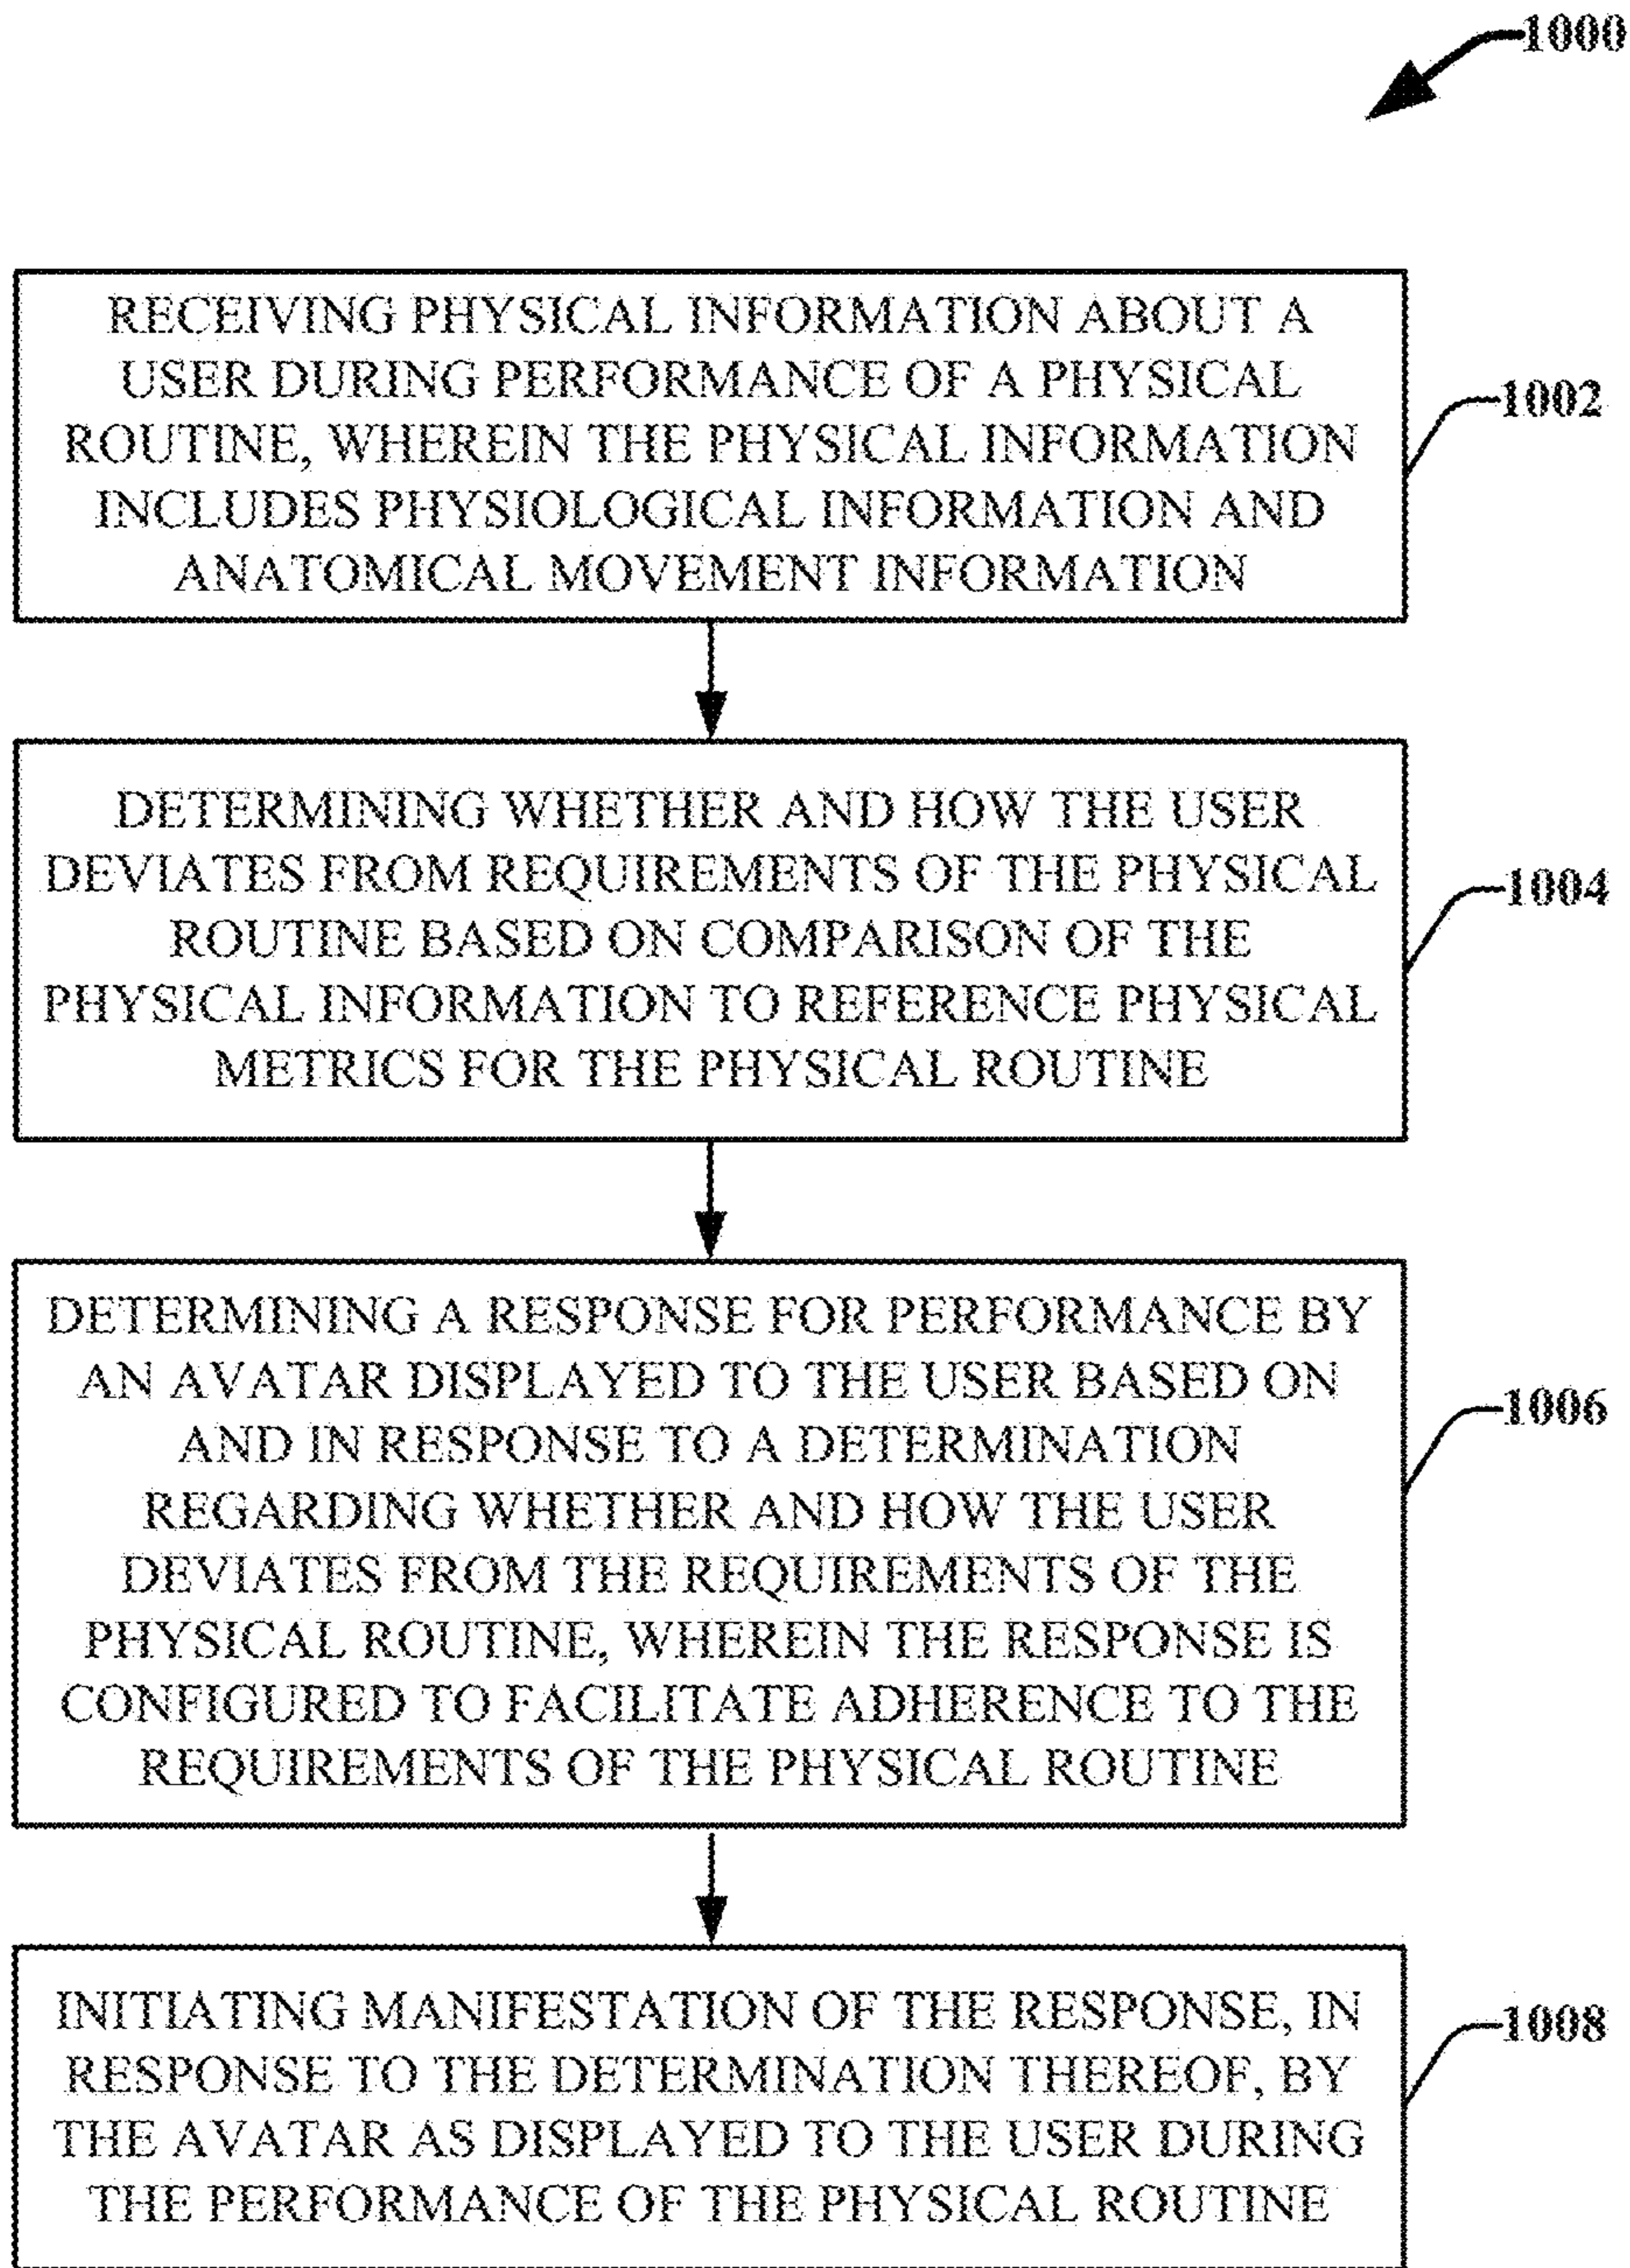 1000
RECEIVING PHYSICAL INFORMATION ABOUT A
USER DURING PERFORMANCE OF A PHYSICAL
ROUTINE, WHEREIN THE PHYSICAL INFORMATION
INCLUDES PHYSIOLOGICAL INFORMATION AND
ANATOMICAL MOVEMENT INFORMATION
1002
DETERMINING WHETHER AND HOW THE USER
DEVIATES FROM REQUIREMENTS OF THE PHYSICAL
ROUTINE BASED ON COMPARISON OF THE
PHYSICAL INFORMATION TO REFERENCE PHYSICAL
METRICS FOR THE PHYSICAL ROUTINE
1004
DETERMINING A RESPONSE FOR PERFORMANCE BY
AN AVATAR DISPLAYED TO THE USER BASED ON
AND IN RESPONSE TO A DETERMINATION
REGARDING WHETHER AND HOW THE USER
DEVIATES FROM THE REQUIREMENTS OF THE
PHYSICAL ROUTINE, WHEREIN THE RESPONSE IS
CONFIGURED TO FACILITATE ADHERENCE TO THE
REQUIREMENTS OF THE PHYSICAL ROUTINE
1006
INITIATING MANIFESTATION OF THE RESPONSE, IN
RESPONSE TO THE DETERMINATION THEREOF, BY
THE AVATAR AS DISPLAYED TO THE USER DURING
THE PERFORMANCE OF THE PHYSICAL ROUTINE
1008